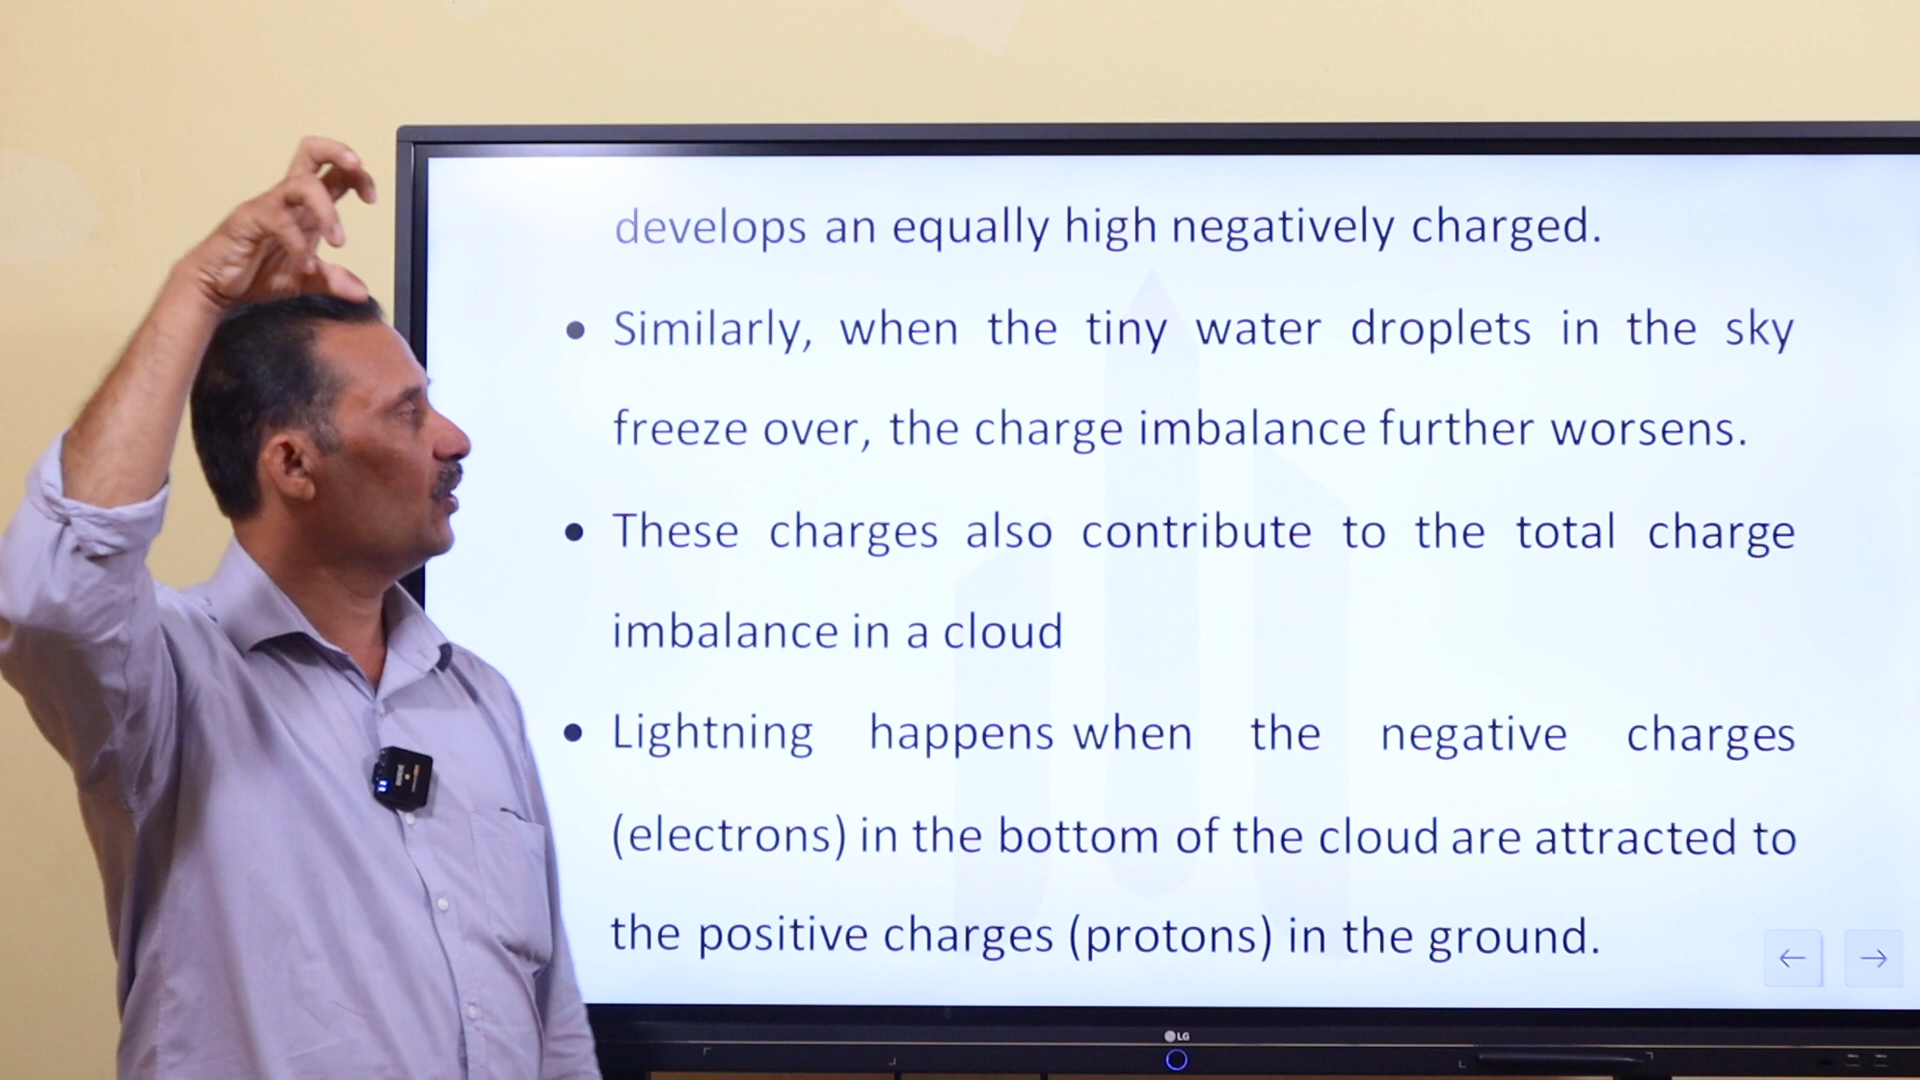 develops an equally high negatively charged.
• Similarly, when the tiny water droplets in the sky
freeze over, the charge imbalance further worsens.
• These charges also contribute to the total charge
imbalance in a cloud
• Lightning happens when the negative charges
(electrons) in the bottom of the cloud are attracted to
the positive charges (protons) in the ground.
LG